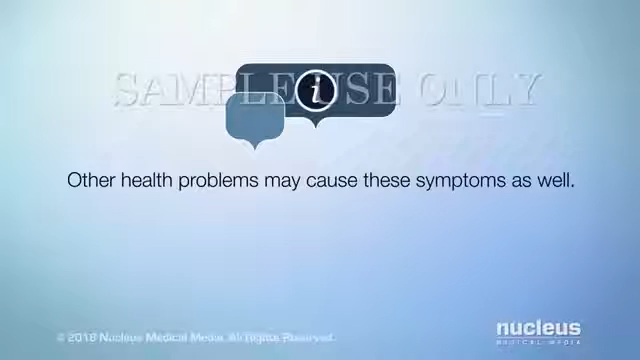 SAMPLE USE ONLY
i
Other health problems may cause these symptoms as well.
© 2018 Nucleus Medical Media. All Rights Reserved.
nucleus
MEDICAL MEDIA